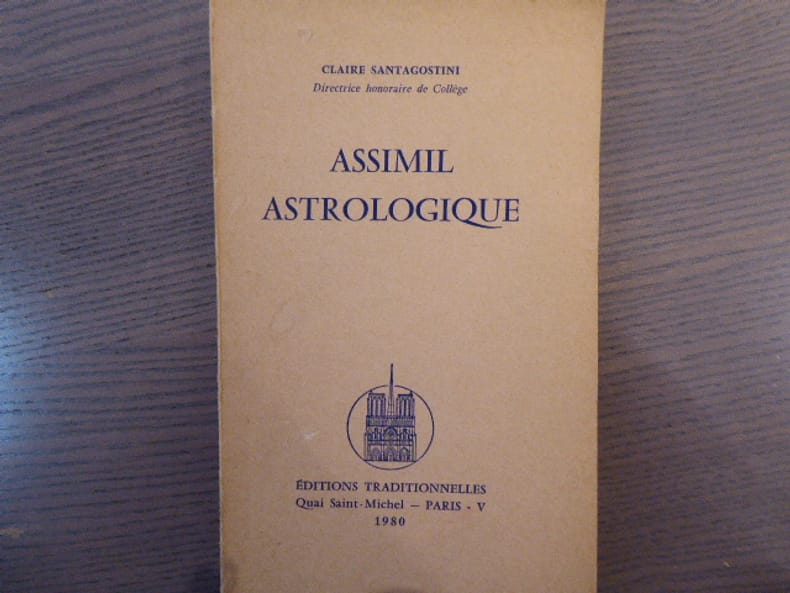 CLAIRE SANTAGOSTINI
Directrice honoraire de Collège
ASSIMIL
ASTROLOGIQUE
ÉDITIONS TRADITIONNELLES
Quai Saint-Michel — PARIS - V
1980